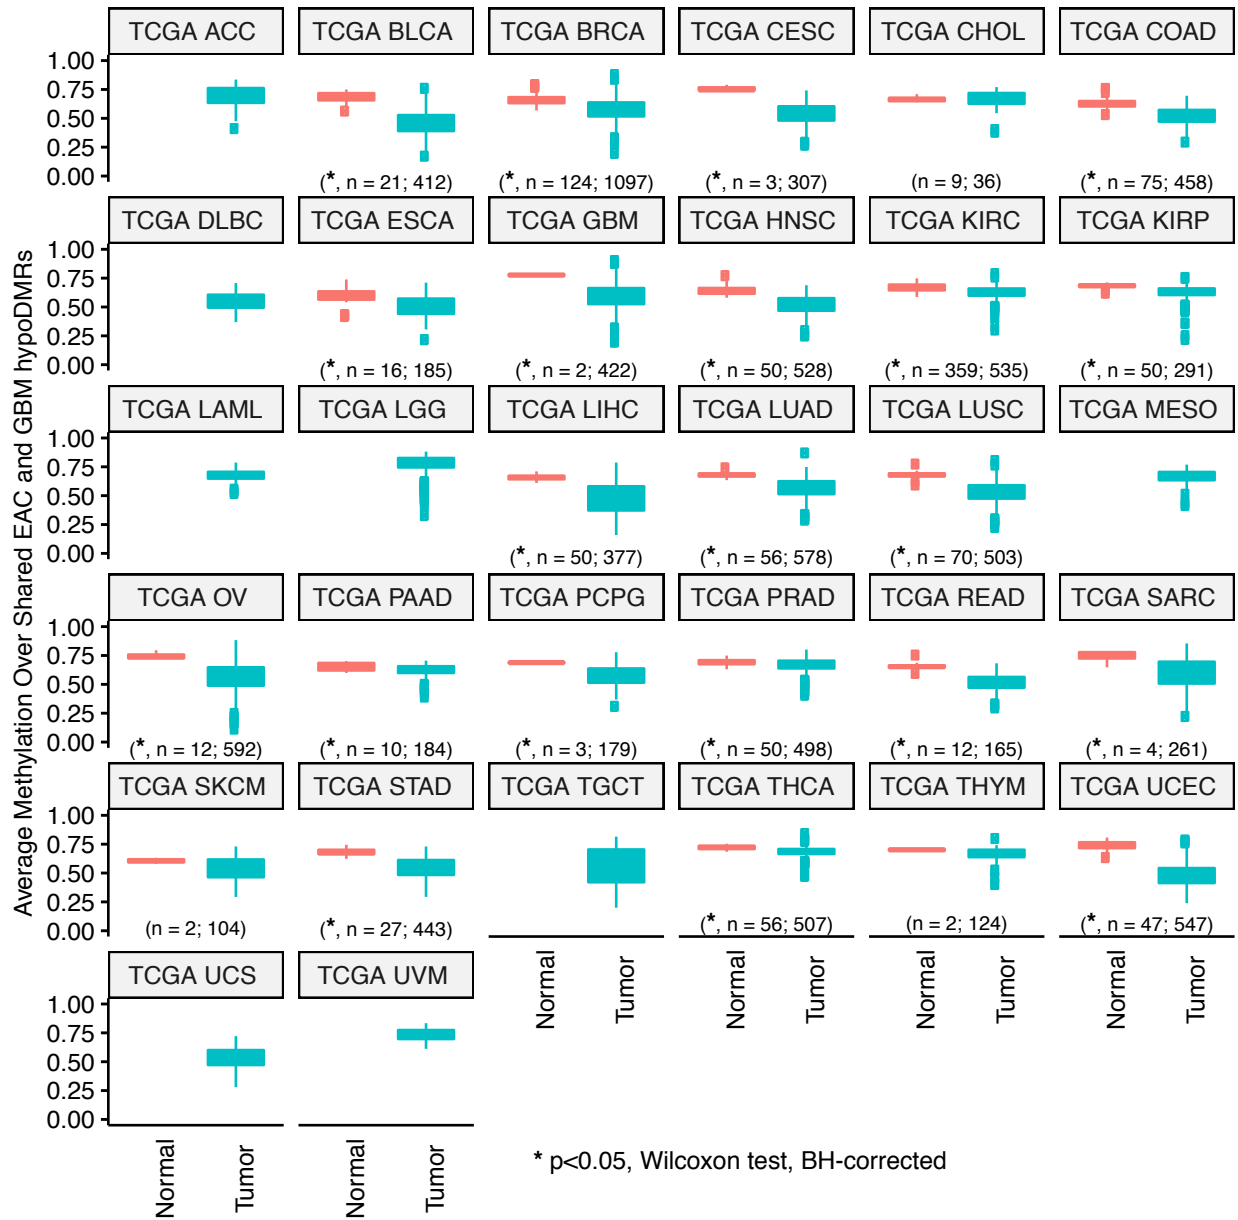 TCGA ACC TCGA BLCA TCGA BRCA TCGA CESC TCGA CHOL TCGA COAD
1.00
0.75
0.50
0.25
0.00
(*, n = 21; 412) (*, n = 124; 1097) (*, n = 3; 307) (n = 9; 36) (*, n = 75; 458)
TCGA DLBC TCGA ESCA TCGA GBM TCGA HNSC TCGA KIRC TCGA KIRP
1.00
0.75
0.50
0.25
0.00
(*, n = 16; 185) (*, n = 2; 422) (*, n = 50; 528) (*, n = 359; 535) (*, n = 50; 291)
Average Methylation Over Shared EAC and GBM hypoDMRs
TCGA LAML TCGA LGG TCGA LIHC TCGA LUAD TCGA LUSC TCGA MESO
1.00
0.75
0.50
0.25
0.00
(*, n = 50; 377) (*, n = 56; 578) (*, n = 70; 503)
TCGA OV TCGA PAAD TCGA PCPG TCGA PRAD TCGA READ TCGA SARC
1.00
0.75
0.50
0.25
0.00
(*, n = 12; 592) (*, n = 10; 184) (*, n = 3; 179) (*, n = 50; 498) (*, n = 12; 165) (*, n = 4; 261)
TCGA SKCM TCGA STAD TCGA TGCT TCGA THCA TCGA THYM TCGA UCEC
1.00
0.75
0.50
0.25
0.00
(n = 2; 104) (*, n = 27; 443) (*, n = 56; 507) (n = 2; 124) (*, n = 47; 547)
Normal Tumor Normal Tumor Normal Tumor Normal Tumor
TCGA UCS TCGA UVM
1.00
0.75
0.50
0.25
0.00
Normal Tumor Normal Tumor
* p<0.05, Wilcoxon test, BH-corrected